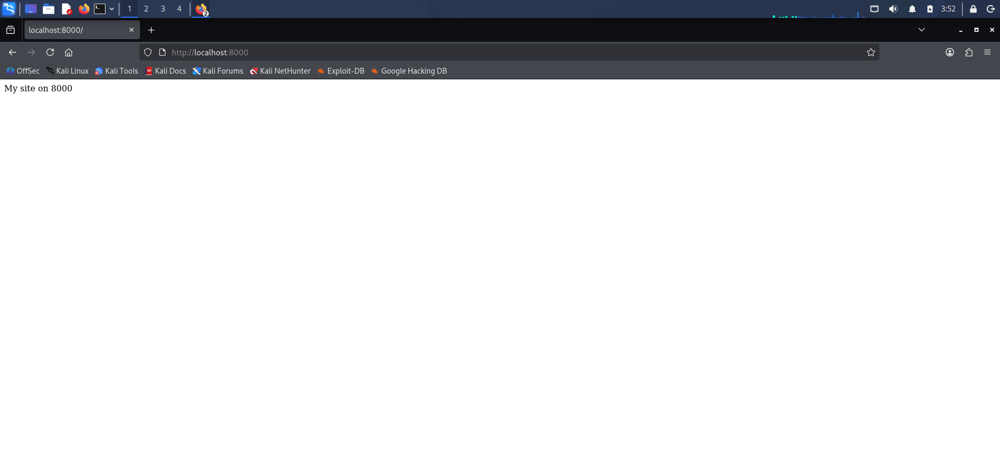 1 2 3 4 2 3:52
localhost:8000/
http://localhost:8000
OffSec Kali Linux Kali Tools Kali Docs Kali Forums Kali NetHunter Exploit-DB Google Hacking DB
My site on 8000